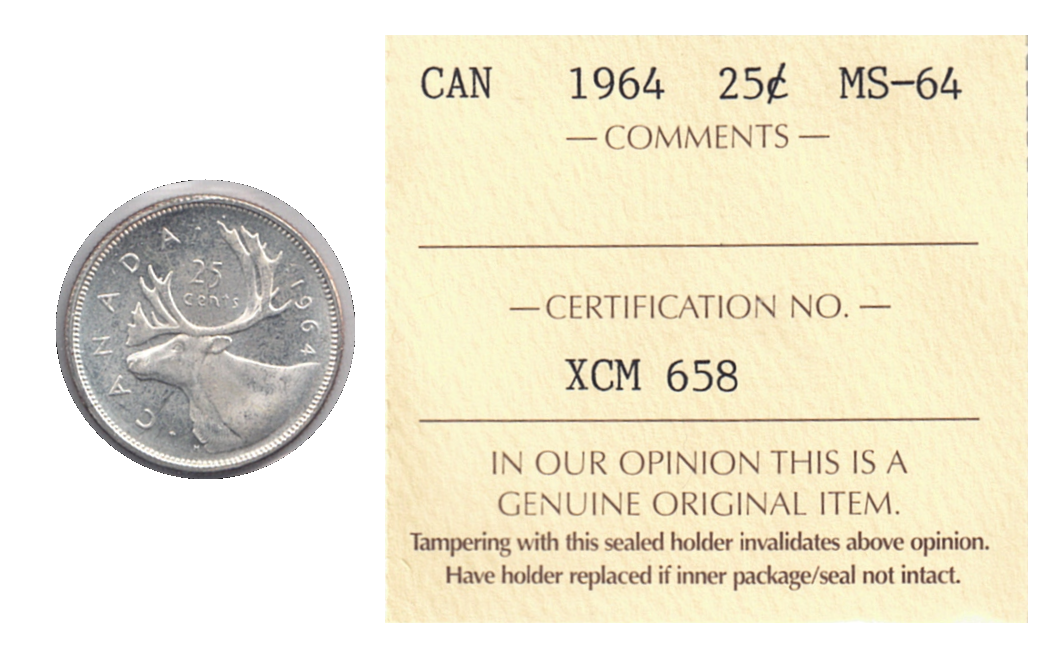 CANADA 1964
25
cents
CAN 1964 25¢ MS-64
— COMMENTS —
— CERTIFICATION NO. —
XCM 658
IN OUR OPINION THIS IS A
GENUINE ORIGINAL ITEM.
Tampering with this sealed holder invalidates above opinion.
Have holder replaced if inner package/seal not intact.